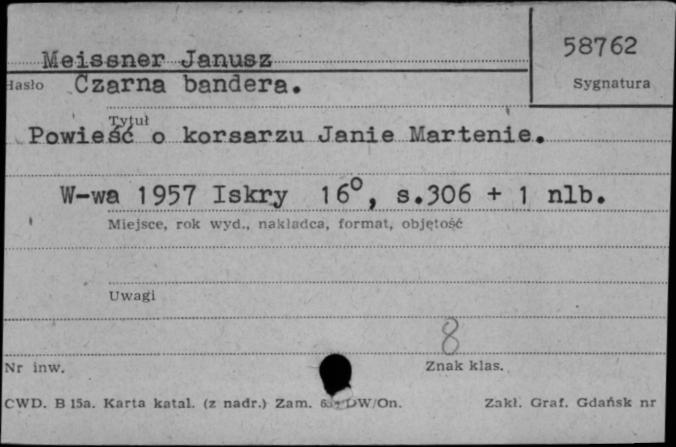 Meissner Janusz
58762
Hasło Czarna bandera.
Sygnatura
Tytuł
Powieść o korsarzu Janie Martenie.
W-wa 1957 Iskry 16°, s.306 + 1 nlb.
Miejsce, rok wyd., nakładca, format, objętość
Uwagi
8
Nr inw.
Znak klas.
CWD. B 15a. Karta katal. (z nadr.) Zam. DW/On. Zakł. Graf. Gdańsk nr